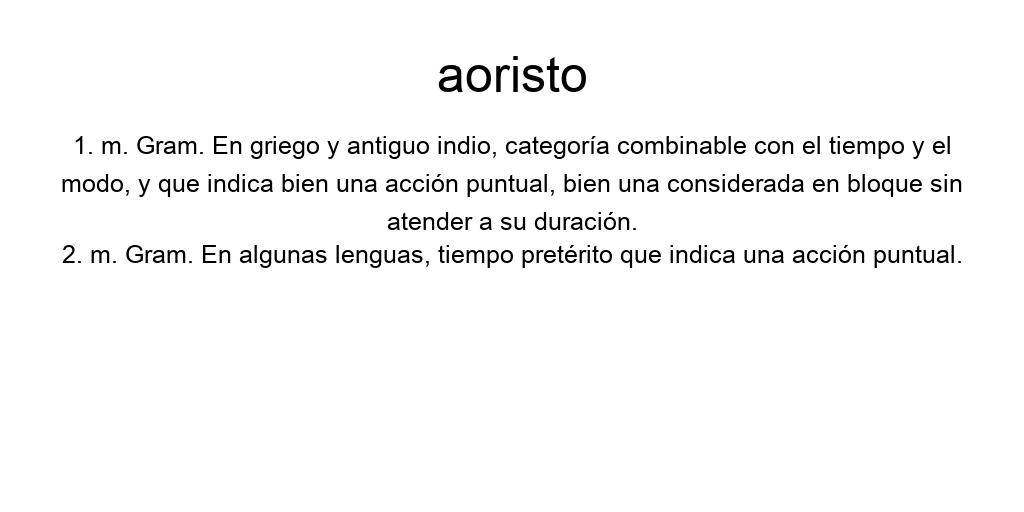 aoristo
1. m. Gram. En griego y antiguo indio, categoría combinable con el tiempo y el
modo, y que indica bien una acción puntual, bien una considerada en bloque sin
atender a su duración.
2. m. Gram. En algunas lenguas, tiempo pretérito que indica una acción puntual.